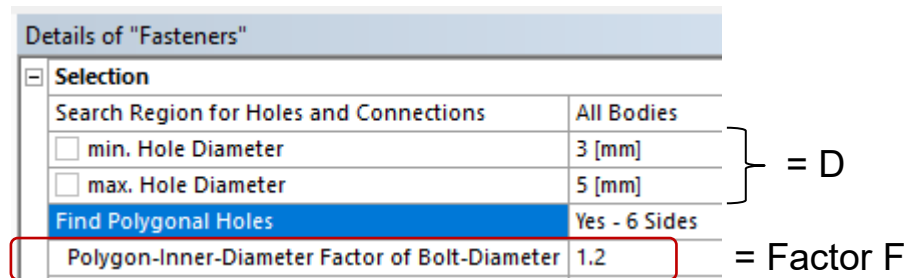 Details of "Fasteners"
Selection
Search Region for Holes and Connections All Bodies
min. Hole Diameter 3 [mm]
max. Hole Diameter 5 [mm]
= D
Find Polygonal Holes Yes - 6 Sides
Polygon-Inner-Diameter Factor of Bolt-Diameter 1.2 = Factor F